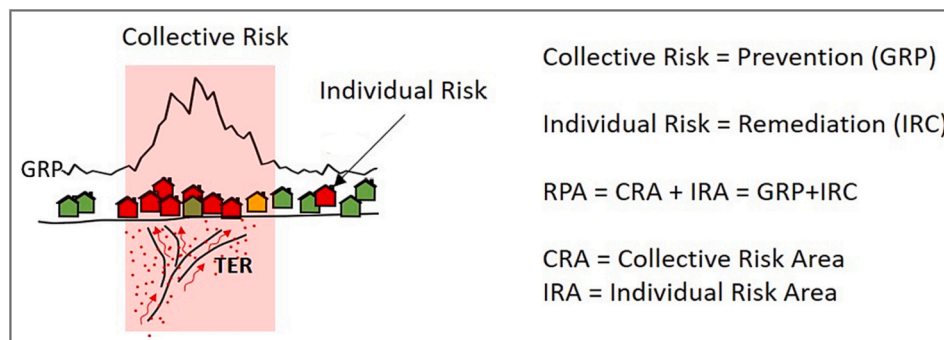 Collective Risk
Individual Risk
GRP
TER
Collective Risk = Prevention (GRP)
Individual Risk = Remediation (IRC)
RPA = CRA + IRA = GRP+IRC
CRA = Collective Risk Area
IRA = Individual Risk Area